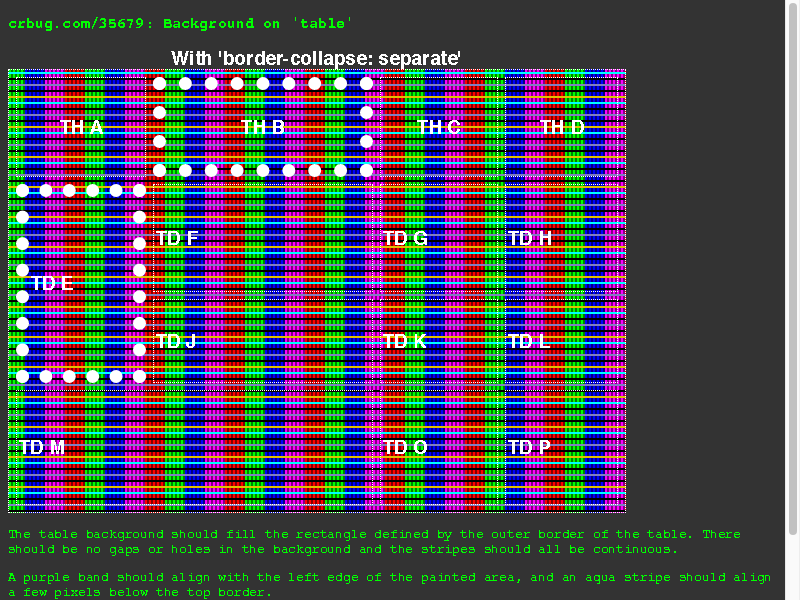 crbug.com/35679: Background on 'table'
With 'border-collapse: separate'
TH A TH B TH C TH D
TD F TD G TD H
TD E
TD J TD K TD L
TD M TD O TD P
The table background should fill the rectangle defined by the outer border of the table. There
should be no gaps or holes in the background and the stripes should all be continuous.
A purple band should align with the left edge of the painted area, and an aqua stripe should align
a few pixels below the top border.